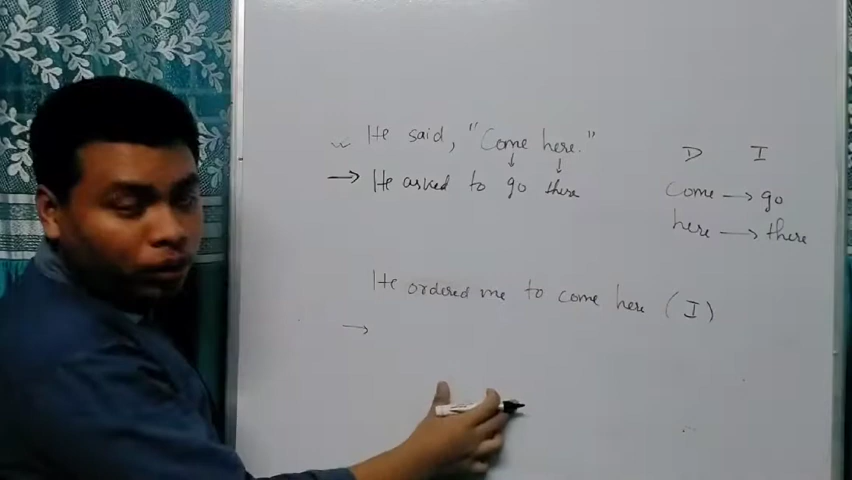 He said, "Come here."
→ He asked to go there
D I
Come → go
here → there
He ordered me to come here (I)
→